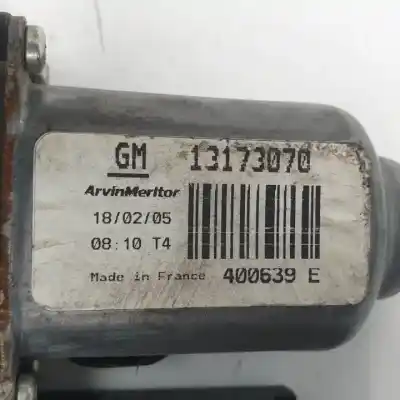 GM 13173070
ArvinMeritor
18/02/05
08:10 T4
Made in France 400639 E